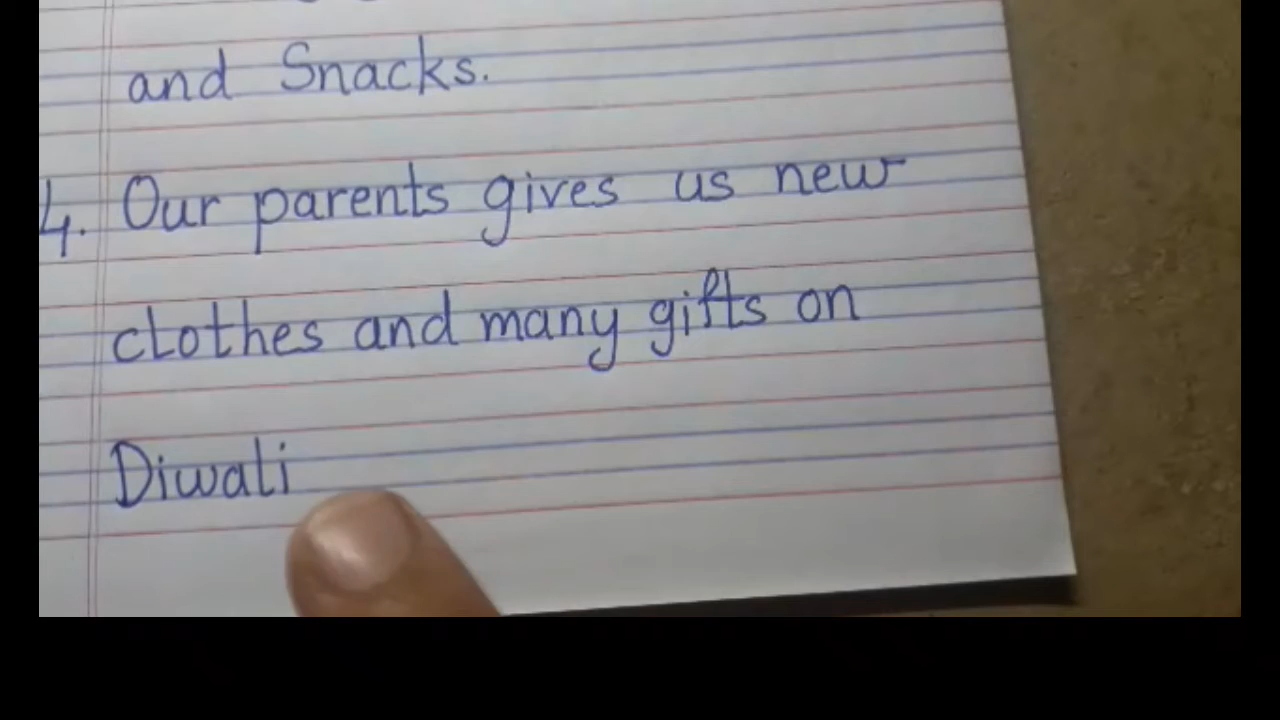 and Snacks.
4. Our parents gives us new
clothes and many gifts on
Diwali